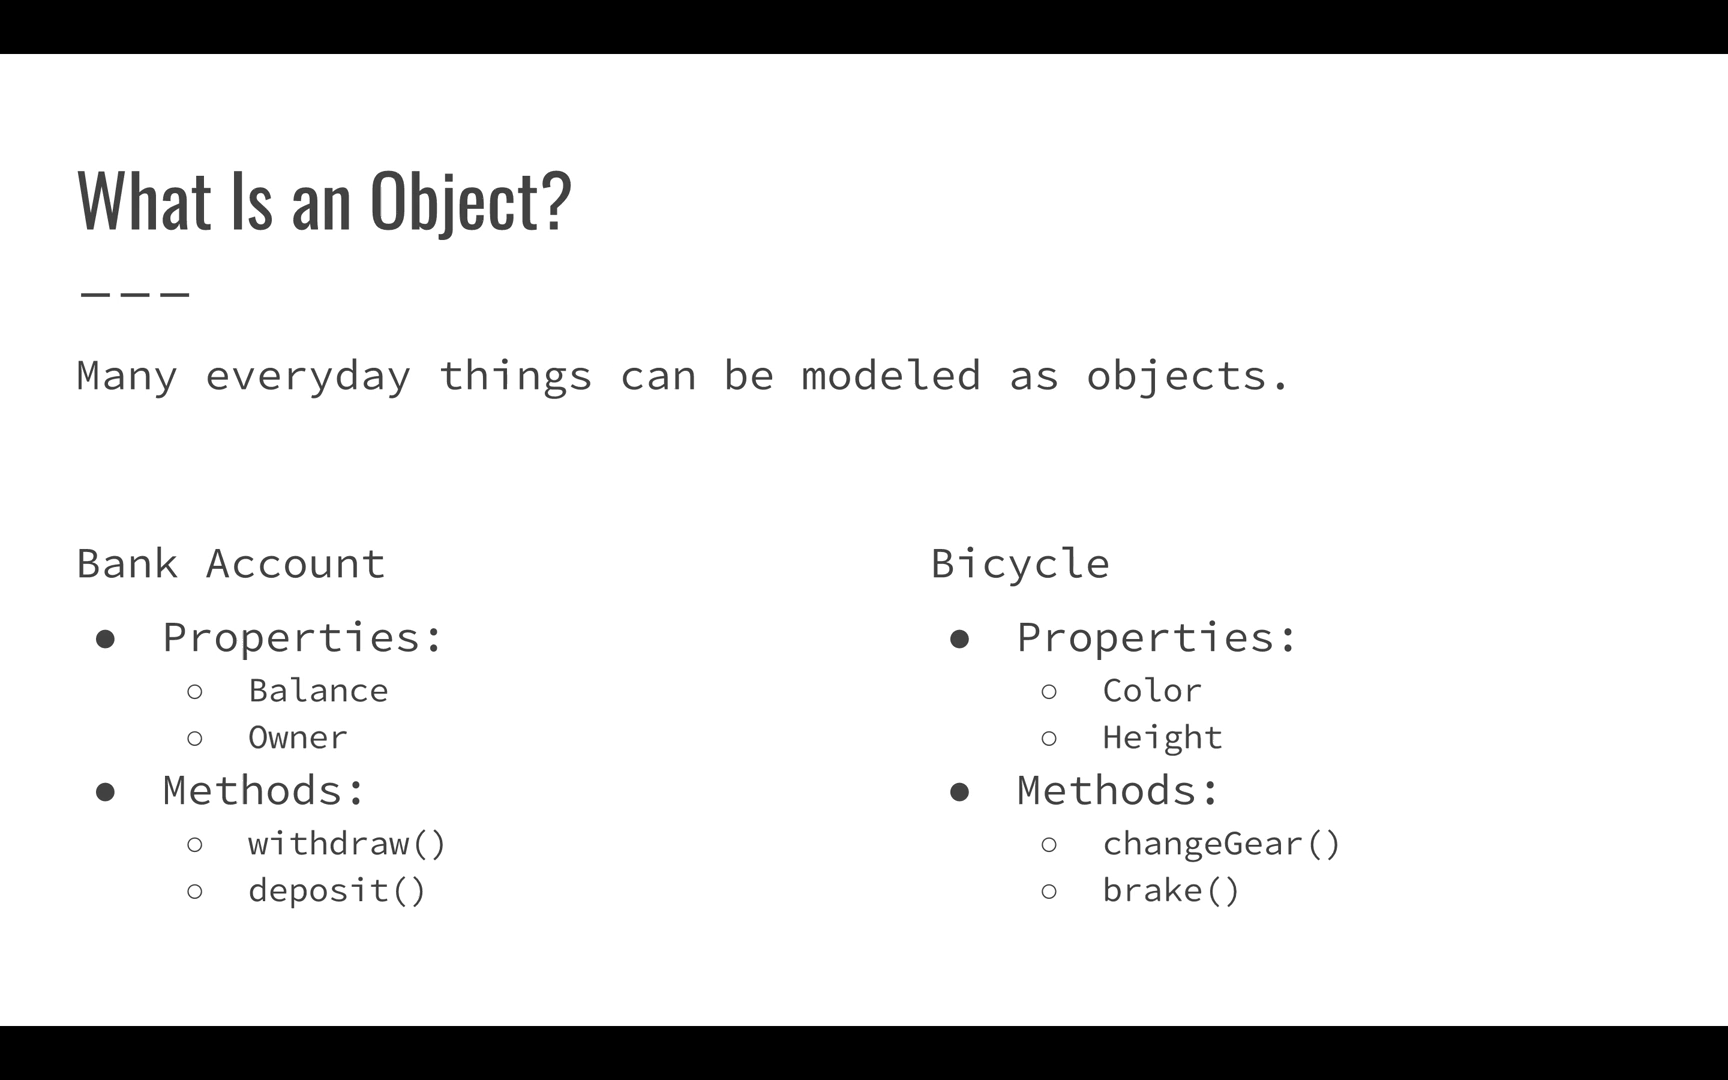 What Is an Object?
———
Many everyday things can be modeled as objects.
Bank Account
● Properties:
○ Balance
○ Owner
● Methods:
○ withdraw()
○ deposit()
Bicycle
● Properties:
○ Color
○ Height
● Methods:
○ changeGear()
○ brake()